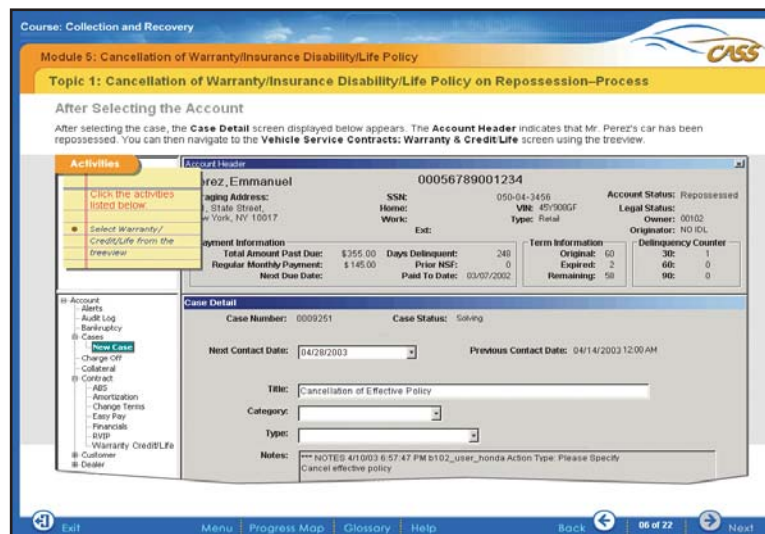 Course: Collection and Recovery
CASS
Module 5: Cancellation of Warranty/Insurance Disability/Life Policy
Topic 1: Cancellation of Warranty/Insurance Disability/Life Policy on Repossession–Process
After Selecting the Account
After selecting the case, the Case Detail screen displayed below appears. The Account Header indicates that Mr. Perez's car has been
repossessed. You can then navigate to the Vehicle Service Contracts: Warranty & Credit Life screen using the treeview.
Activities
Click the activities
listed below:
Select Warranty/
Credit/Life from the
treeview
Account Header
erez, Emmanuel 00056789001234
raging Address: SSN: 050-04-3456 Account Status: Repossessed
, State Street, Home: VIN: 45Y908GF Legal Status:
w York, NY 10017 Work: Type: Retail Owner: 00102
Ext: Originator: NO IDL
ayment Information Term Information Delinquency Counter
Total Amount Past Due: $355.00 Days Delinquent: 248 Original: 60 30: 1
Regular Monthly Payment: $145.00 Prior NSF: 0 Expired: 2 60: 0
Next Due Date: Paid To Date: 03/07/2002 Remaining: 58 90: 0
Account
Alerts
Audit Log
Bankruptcy
Cases
New Case
Charge Off
Collateral
Contract
ABS
Amortization
Change Terms
Easy Pay
Financials
RVIP
Warranty Credit/Life
Customer
Dealer
Case Detail
Case Number: 0009251 Case Status: Solving
Next Contact Date: 04/28/2003 Previous Contact Date: 04/14/2003 12:00 AM
Title: Cancellation of Effective Policy
Category:
Type:
Notes: *** NOTES 4/10/03 6:57:47 PM b102_user_honda Action Type: Please Specify
Cancel effective policy
Exit Menu Progress Map Glossary Help Back 06 of 22 Next